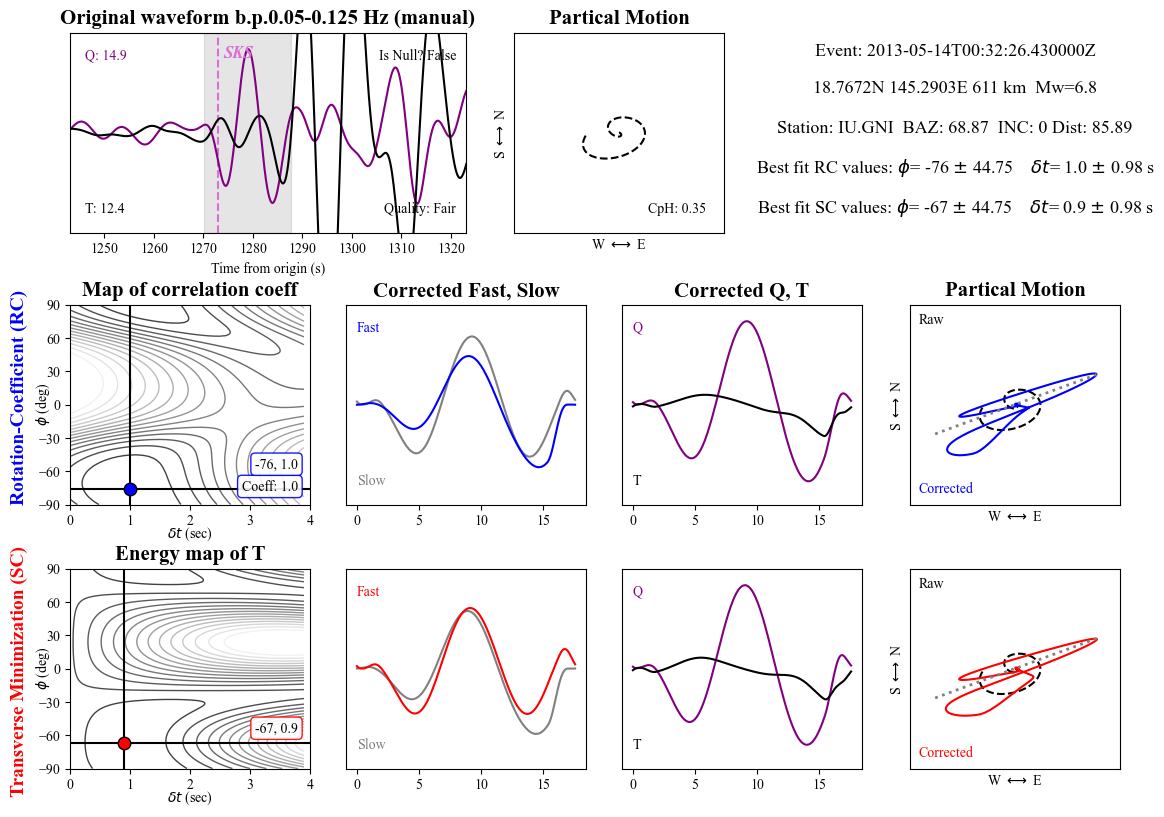 Original waveform b.p.0.05-0.125 Hz (manual)
Q: 14.9
SKS
Is Null? False
T: 12.4
Quality: Fair
1250 1260 1270 1280 1290 1300 1310 1320
Time from origin (s)
Partical Motion
S ⟷ N
CpH: 0.35
W ⟷ E
Event: 2013-05-14T00:32:26.430000Z
18.7672N 145.2903E 611 km Mw=6.8
Station: IU.GNI BAZ: 68.87 INC: 0 Dist: 85.89
Best fit RC values: ϕ= -76 ± 44.75 δt= 1.0 ± 0.98 s
Best fit SC values: ϕ= -67 ± 44.75 δt= 0.9 ± 0.98 s
Rotation-Coefficient (RC)
Map of correlation coeff
ϕ (deg)
90
60
30
0
−30
−60
−90
-76, 1.0
Coeff: 1.0
0 1 2 3 4
δt (sec)
Corrected Fast, Slow
Fast
Slow
0 5 10 15
Corrected Q, T
Q
T
0 5 10 15
Partical Motion
Raw
S ⟷ N
Corrected
W ⟷ E
Transverse Minimization (SC)
Energy map of T
ϕ (deg)
90
60
30
0
−30
−60
−90
-67, 0.9
0 1 2 3 4
δt (sec)
Fast
Slow
0 5 10 15
Q
T
0 5 10 15
Raw
S ⟷ N
Corrected
W ⟷ E